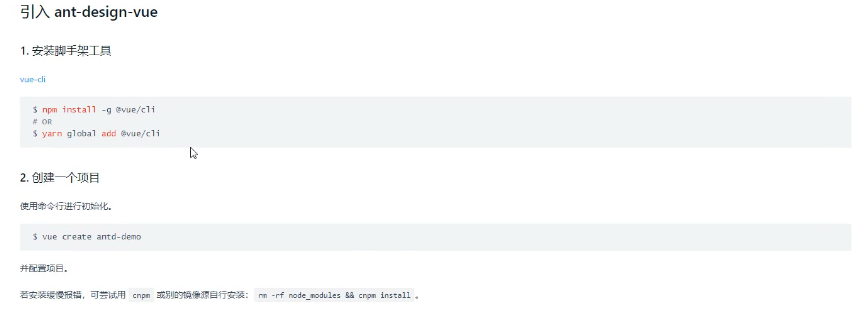 引入 ant-design-vue
1. 安装脚手架工具
vue-cli
$ npm install -g @vue/cli
# OR
$ yarn global add @vue/cli
2. 创建一个项目
使用命令行进行初始化。
$ vue create antd-demo
并配置项目。
若安装缓慢报错，可尝试用 cnpm 或别的镜像源自行安装：rm -rf node_modules && cnpm install 。